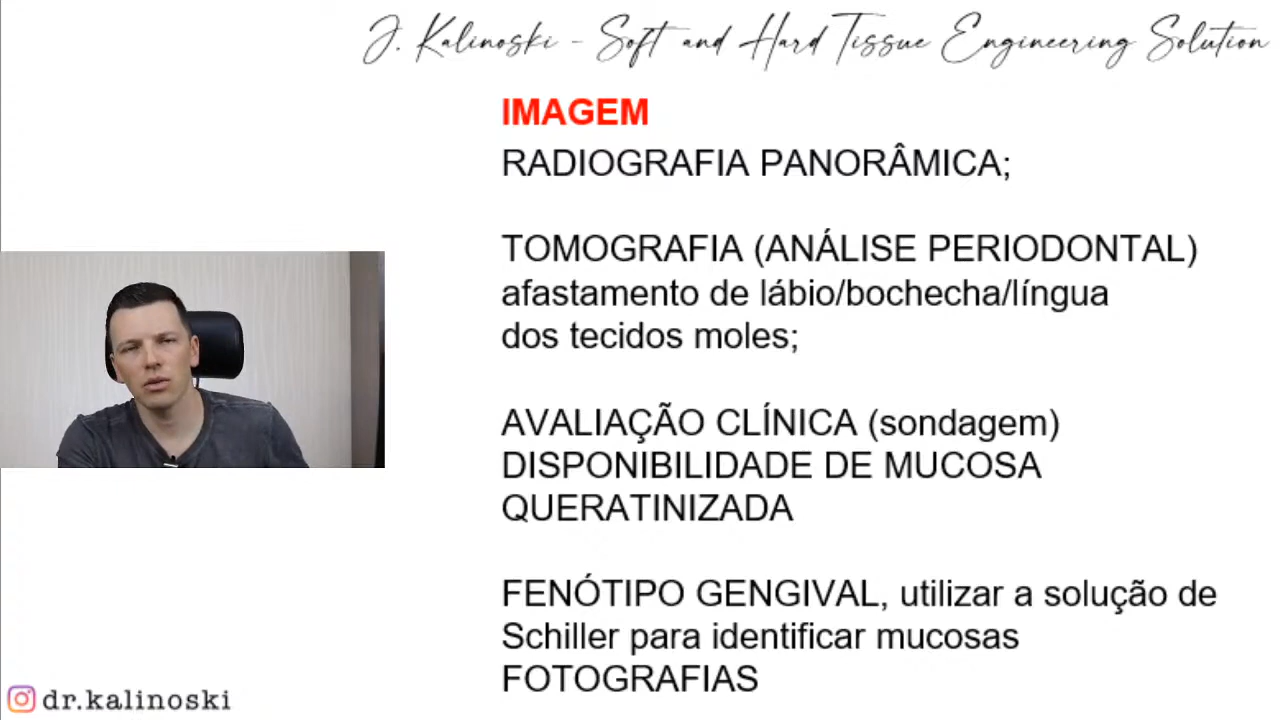 J. Kalinoski - Soft and Hard Tissue Engineering Solution
IMAGEM
RADIOGRAFIA PANORÂMICA;
TOMOGRAFIA (ANÁLISE PERIODONTAL)
afastamento de lábio/bochecha/língua
dos tecidos moles;
AVALIAÇÃO CLÍNICA (sondagem)
DISPONIBILIDADE DE MUCOSA
QUERATINIZADA
FENÓTIPO GENGIVAL, utilizar a solução de
Schiller para identificar mucosas
FOTOGRAFIAS
dr.kalinoski